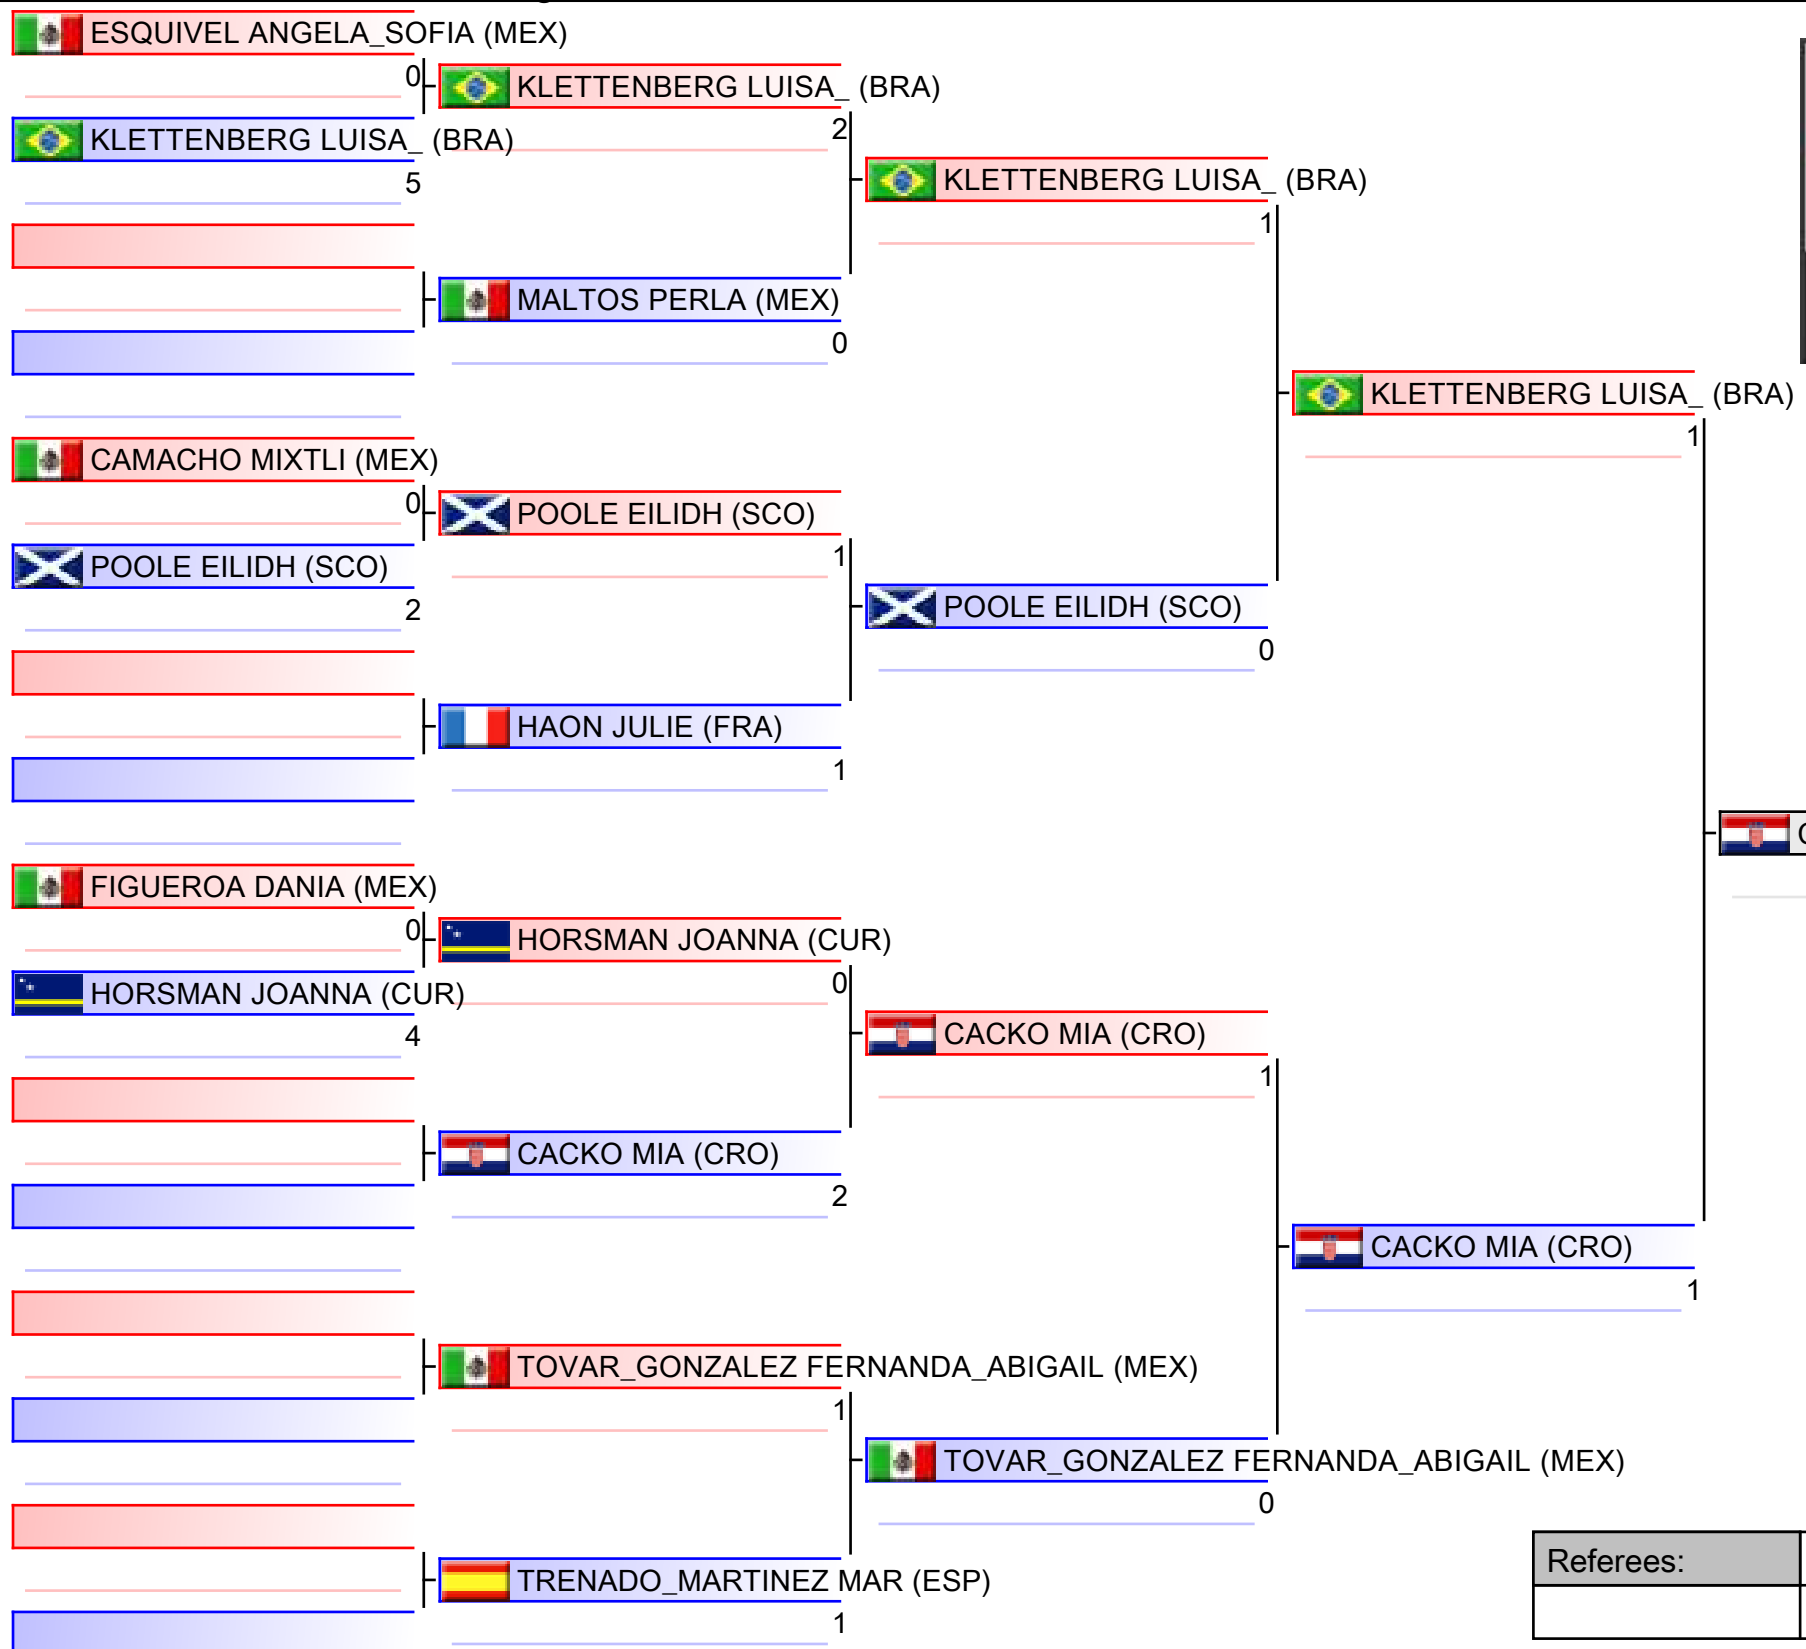 ESQUIVEL ANGELA_SOFIA (MEX)
0
KLETTENBERG LUISA_ (BRA)
5
CAMACHO MIXTLI (MEX)
0
POOLE EILIDH (SCO)
2
FIGUEROA DANIA (MEX)
0
HORSMAN JOANNA (CUR)
4
KLETTENBERG LUISA_ (BRA)
2
MALTOS PERLA (MEX)
0
POOLE EILIDH (SCO)
1
HAON JULIE (FRA)
1
HORSMAN JOANNA (CUR)
0
CACKO MIA (CRO)
2
TOVAR_GONZALEZ FERNANDA_ABIGAIL (MEX)
1
TRENADO_MARTINEZ MAR (ESP)
1
KLETTENBERG LUISA_ (BRA)
1
POOLE EILIDH (SCO)
0
CACKO MIA (CRO)
1
TOVAR_GONZALEZ FERNANDA_ABIGAIL (MEX)
0
KLETTENBERG LUISA_ (BRA)
1
CACKO MIA (CRO)
1
Referees: